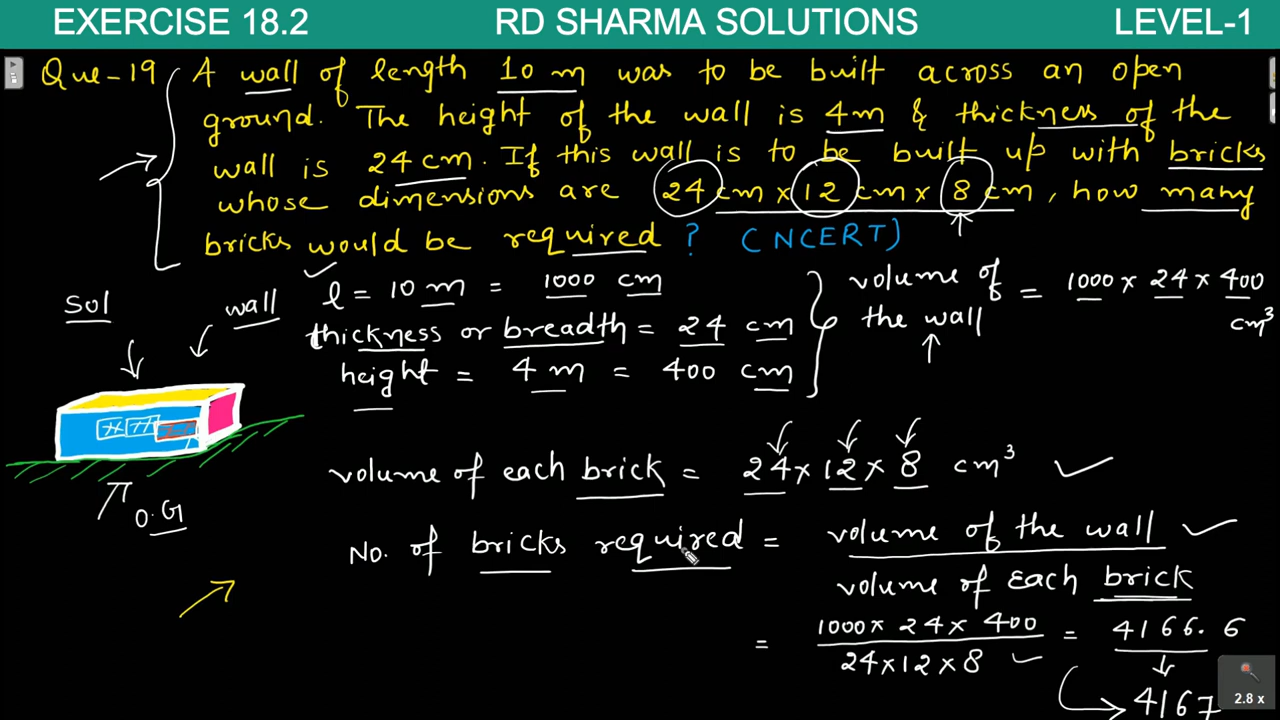 EXERCISE 18.2 RD SHARMA SOLUTIONS LEVEL-1
Que-19 A wall of length 10 m was to be built across an open
ground. The height of the wall is 4m & thickness of the
wall is 24 cm. If this wall is to be built up with bricks
whose dimensions are 24 cm x 12 cm x 8 cm, how many
bricks would be required ? (NCERT)
Sol
wall
l = 10 m = 1000 cm
thickness or breadth = 24 cm
height = 4 m = 400 cm
volume of the wall = 1000 x 24 x 400 cm³
O.G
volume of each brick = 24 x 12 x 8 cm³
No. of bricks required = volume of the wall
volume of each brick
= 1000 x 24 x 400 = 4166.6
24 x 12 x 8
4167
2.8 x